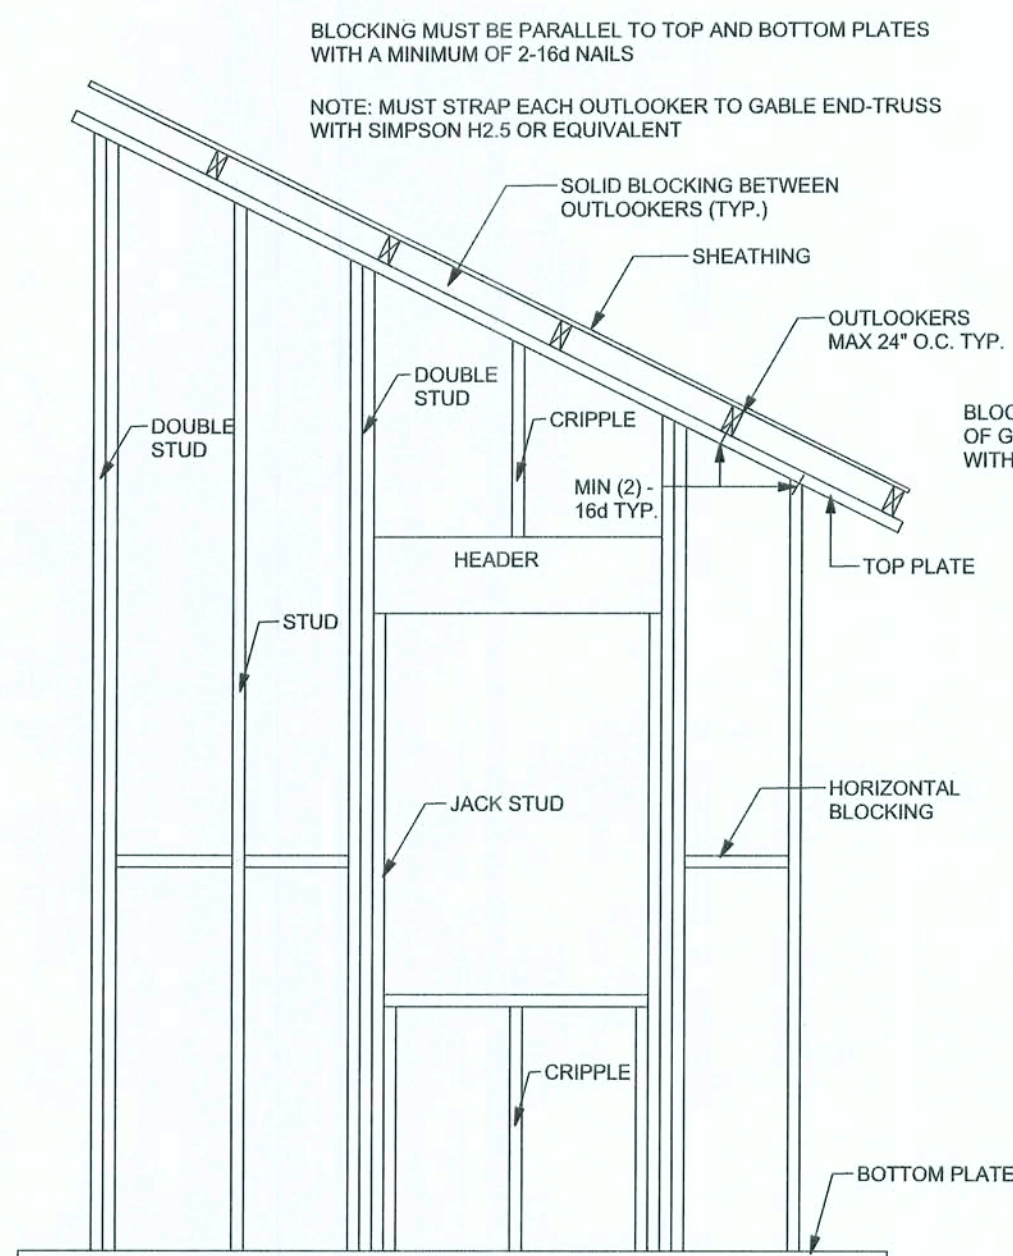 BLOCKING MUST BE PARALLEL TO TOP AND BOTTOM PLATES
WITH A MINIMUM OF 2-16d NAILS
NOTE: MUST STRAP EACH OUTLOOKER TO GABLE END-TRUSS
WITH SIMPSON H2.5 OR EQUIVALENT
SOLID BLOCKING BETWEEN
OUTLOOKERS (TYP.)
SHEATHING
OUTLOOKERS
MAX 24" O.C. TYP.
DOUBLE
STUD
CRIPPLE
DOUBLE
STUD
OF G
WITH
MIN (2) -
16d TYP.
HEADER
TOP PLATE
STUD
JACK STUD
HORIZONTAL
BLOCKING
CRIPPLE
BOTTOM PLATE